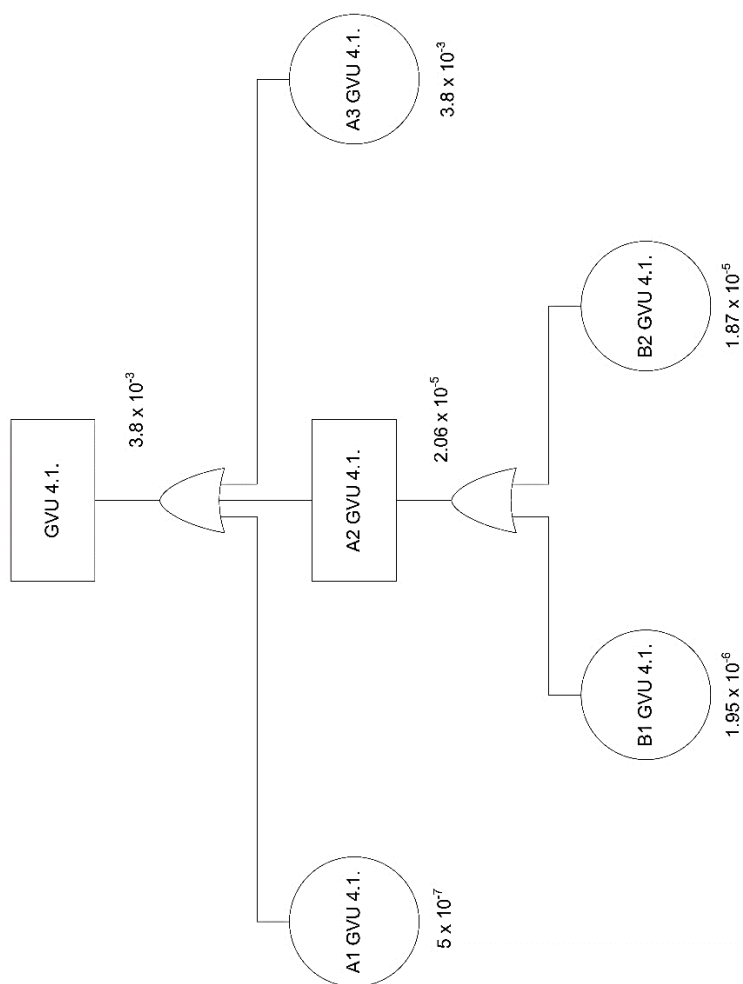 GVU 4.1.
3.8 x 10⁻³
A1 GVU 4.1.
5 x 10⁻⁷
A2 GVU 4.1.
2.06 x 10⁻⁵
A3 GVU 4.1.
3.8 x 10⁻³
B1 GVU 4.1.
1.95 x 10⁻⁶
B2 GVU 4.1.
1.87 x 10⁻⁵